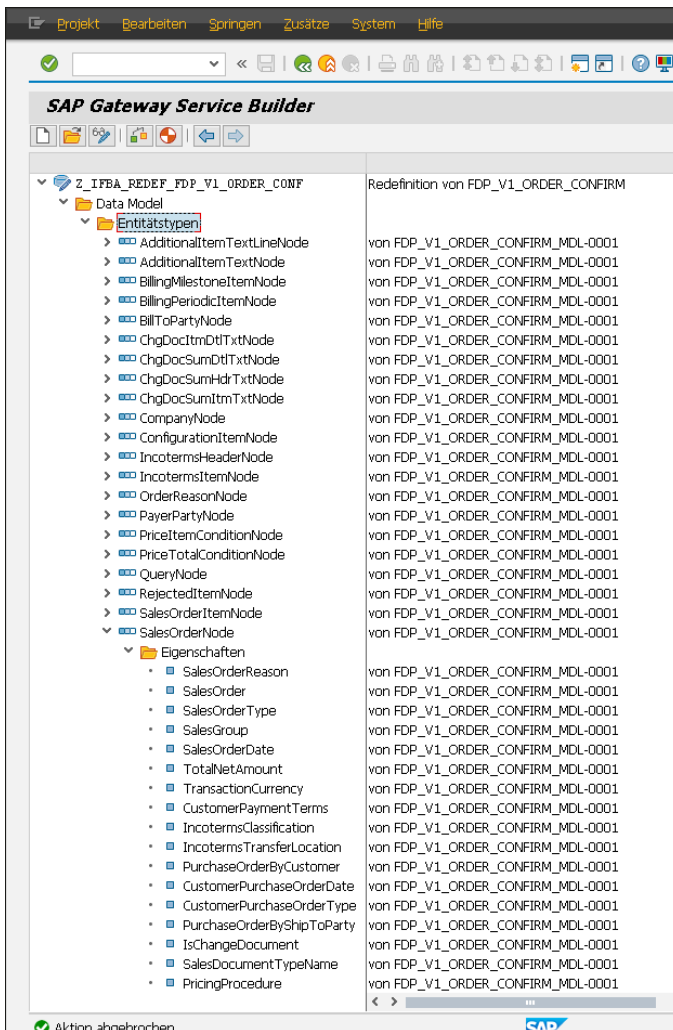 Projekt Bearbeiten Springen Zusätze System Hilfe
SAP Gateway Service Builder
Z_IFBA_REDEF_FDP_V1_ORDER_CONF Redefinition von FDP_V1_ORDER_CONFIRM
Data Model
Entitätstypen
AdditionalItemTextLineNode von FDP_V1_ORDER_CONFIRM_MDL-0001
AdditionalItemTextNode von FDP_V1_ORDER_CONFIRM_MDL-0001
BillingMilestoneItemNode von FDP_V1_ORDER_CONFIRM_MDL-0001
BillingPeriodicItemNode von FDP_V1_ORDER_CONFIRM_MDL-0001
BillToPartyNode von FDP_V1_ORDER_CONFIRM_MDL-0001
ChgDocItmDtlTxtNode von FDP_V1_ORDER_CONFIRM_MDL-0001
ChgDocSumDtlTxtNode von FDP_V1_ORDER_CONFIRM_MDL-0001
ChgDocSumHdrTxtNode von FDP_V1_ORDER_CONFIRM_MDL-0001
ChgDocSumItmTxtNode von FDP_V1_ORDER_CONFIRM_MDL-0001
CompanyNode von FDP_V1_ORDER_CONFIRM_MDL-0001
ConfigurationItemNode von FDP_V1_ORDER_CONFIRM_MDL-0001
IncotermsHeaderNode von FDP_V1_ORDER_CONFIRM_MDL-0001
IncotermsItemNode von FDP_V1_ORDER_CONFIRM_MDL-0001
OrderReasonNode von FDP_V1_ORDER_CONFIRM_MDL-0001
PayerPartyNode von FDP_V1_ORDER_CONFIRM_MDL-0001
PriceItemConditionNode von FDP_V1_ORDER_CONFIRM_MDL-0001
PriceTotalConditionNode von FDP_V1_ORDER_CONFIRM_MDL-0001
QueryNode von FDP_V1_ORDER_CONFIRM_MDL-0001
RejectedItemNode von FDP_V1_ORDER_CONFIRM_MDL-0001
SalesOrderItemNode von FDP_V1_ORDER_CONFIRM_MDL-0001
SalesOrderNode von FDP_V1_ORDER_CONFIRM_MDL-0001
Eigenschaften
SalesOrderReason von FDP_V1_ORDER_CONFIRM_MDL-0001
SalesOrder von FDP_V1_ORDER_CONFIRM_MDL-0001
SalesOrderType von FDP_V1_ORDER_CONFIRM_MDL-0001
SalesGroup von FDP_V1_ORDER_CONFIRM_MDL-0001
SalesOrderDate von FDP_V1_ORDER_CONFIRM_MDL-0001
TotalNetAmount von FDP_V1_ORDER_CONFIRM_MDL-0001
TransactionCurrency von FDP_V1_ORDER_CONFIRM_MDL-0001
CustomerPaymentTerms von FDP_V1_ORDER_CONFIRM_MDL-0001
IncotermsClassification von FDP_V1_ORDER_CONFIRM_MDL-0001
IncotermsTransferLocation von FDP_V1_ORDER_CONFIRM_MDL-0001
PurchaseOrderByCustomer von FDP_V1_ORDER_CONFIRM_MDL-0001
CustomerPurchaseOrderDate von FDP_V1_ORDER_CONFIRM_MDL-0001
CustomerPurchaseOrderType von FDP_V1_ORDER_CONFIRM_MDL-0001
PurchaseOrderByShipToParty von FDP_V1_ORDER_CONFIRM_MDL-0001
IsChangeDocument von FDP_V1_ORDER_CONFIRM_MDL-0001
SalesDocumentTypeName von FDP_V1_ORDER_CONFIRM_MDL-0001
PricingProcedure von FDP_V1_ORDER_CONFIRM_MDL-0001
Aktion abgebrochen SAP